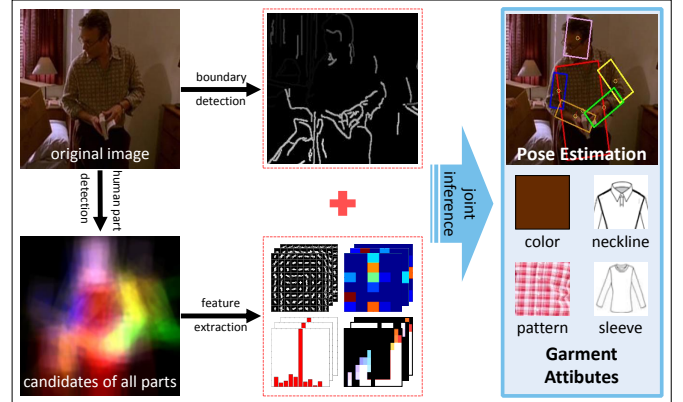 original image
boundary
detection
human part
detection
candidates of all parts
feature
extraction
joint
inference
Pose Estimation
color
neckline
pattern
sleeve
Garment
Attibutes